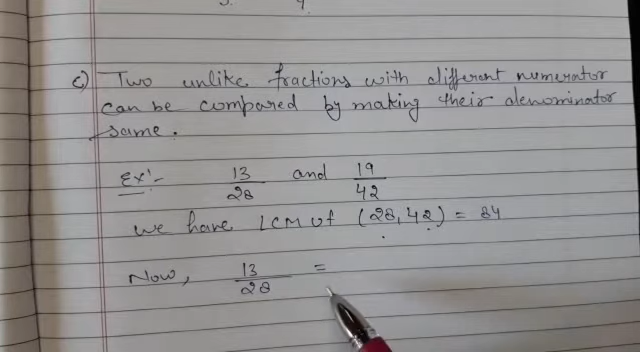 c) Two unlike fractions with different numerator
can be compared by making their denominator
same.
Ex:- 13/28 and 19/42
we have LCM of (28, 42) = 84
Now, 13/28 =